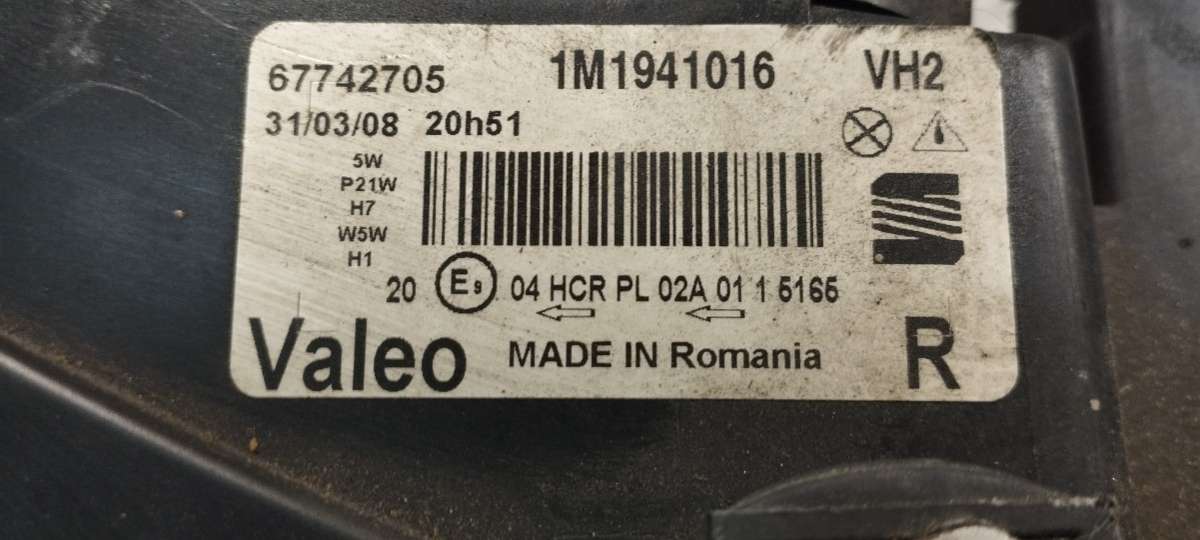 67742705 1M1941016 VH2
31/03/08 20h51
5W
P21W
H7
W5W
H1
20 E9 04 HCR PL 02A 01 1 5165
Valeo MADE IN Romania R